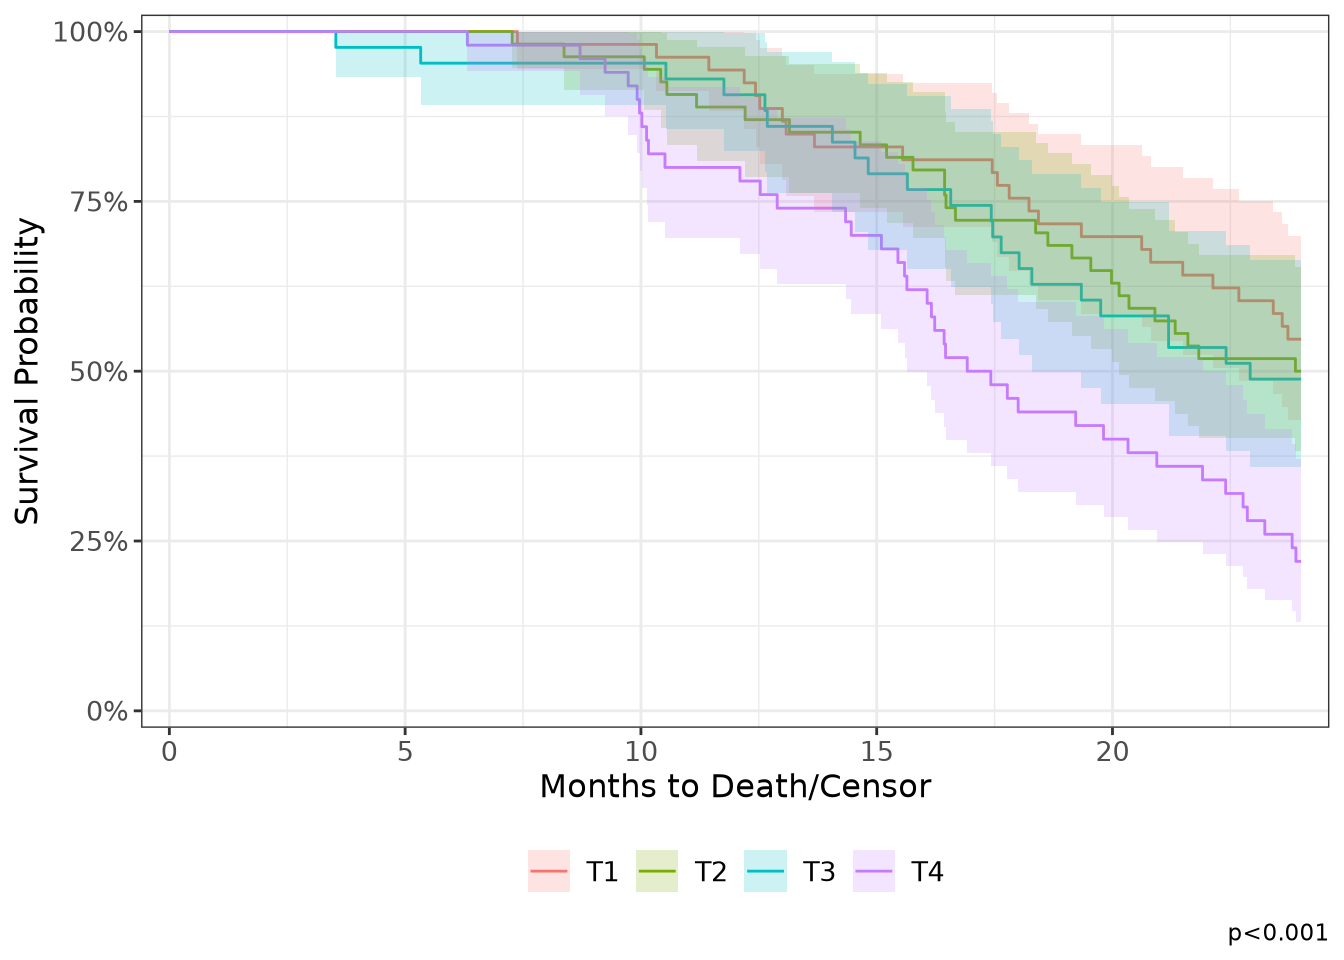 100%
75%
50%
25%
0%
Survival Probability
0 5 10 15 20
Months to Death/Censor
T1 T2 T3 T4
p<0.001